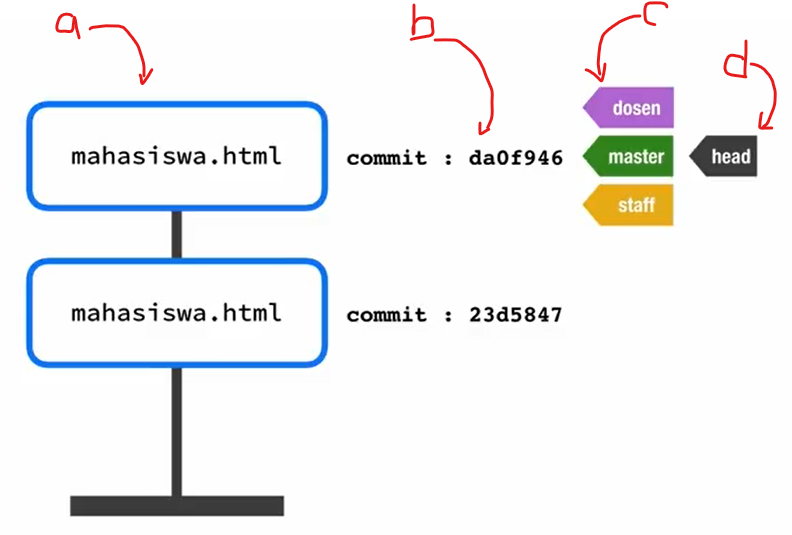 a
b
c
d
dosen
mahasiswa.html commit : da0f946 master head
staff
mahasiswa.html commit : 23d5847